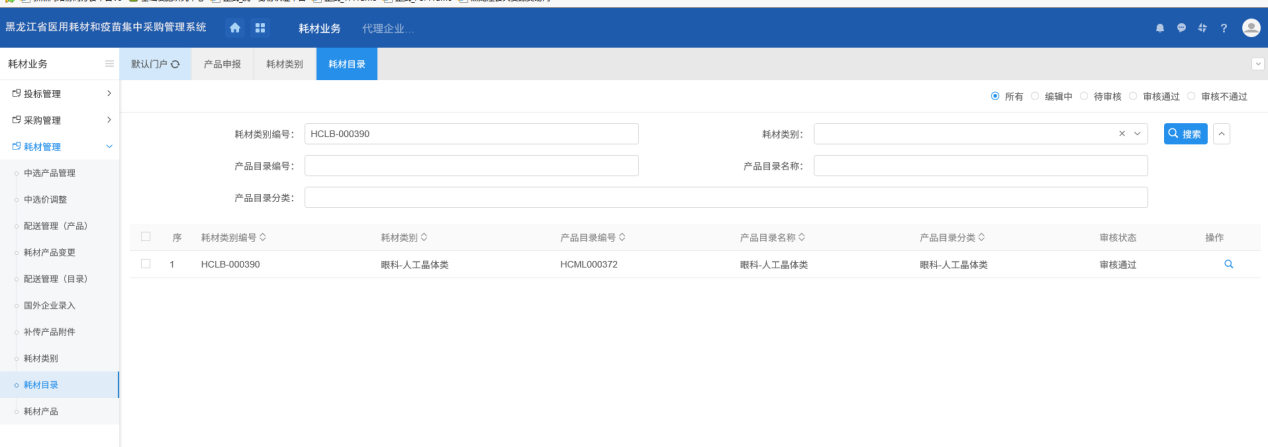 黑龙江省医用耗材和疫苗集中采购管理系统
耗材业务 代理企业...
?
耗材业务
默认门户 产品申报 耗材类别 耗材目录
所有 编辑中 待审核 审核通过 审核不通过
投标管理
采购管理
耗材管理
中选产品管理
中选价调整
配送管理（产品）
耗材产品变更
配送管理（目录）
国外企业录入
补传产品附件
耗材类别
耗材目录
耗材产品
耗材类别编号： HCLB-000390 耗材类别： 搜索
产品目录编号： 产品目录名称：
产品目录分类：
序 耗材类别编号 耗材类别 产品目录编号 产品目录名称 产品目录分类 审核状态 操作
1 HCLB-000390 眼科-人工晶体类 HCML000372 眼科-人工晶体类 眼科-人工晶体类 审核通过